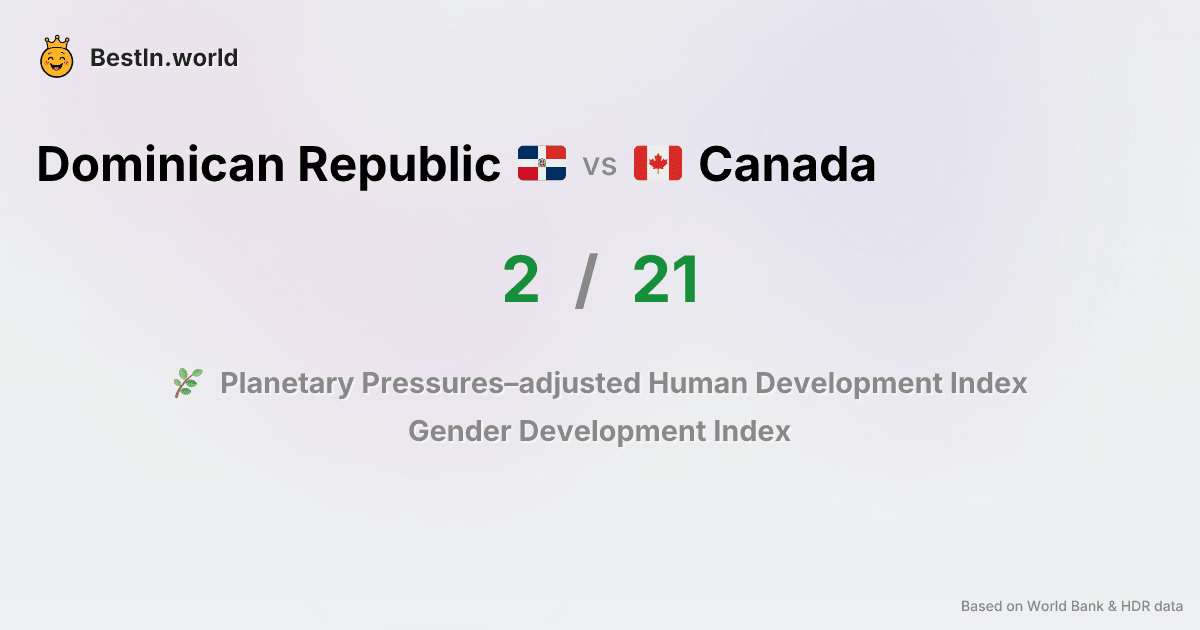 BestIn.world
Dominican Republic vs Canada
2 / 21
Planetary Pressures–adjusted Human Development Index
Gender Development Index
Based on World Bank & HDR data